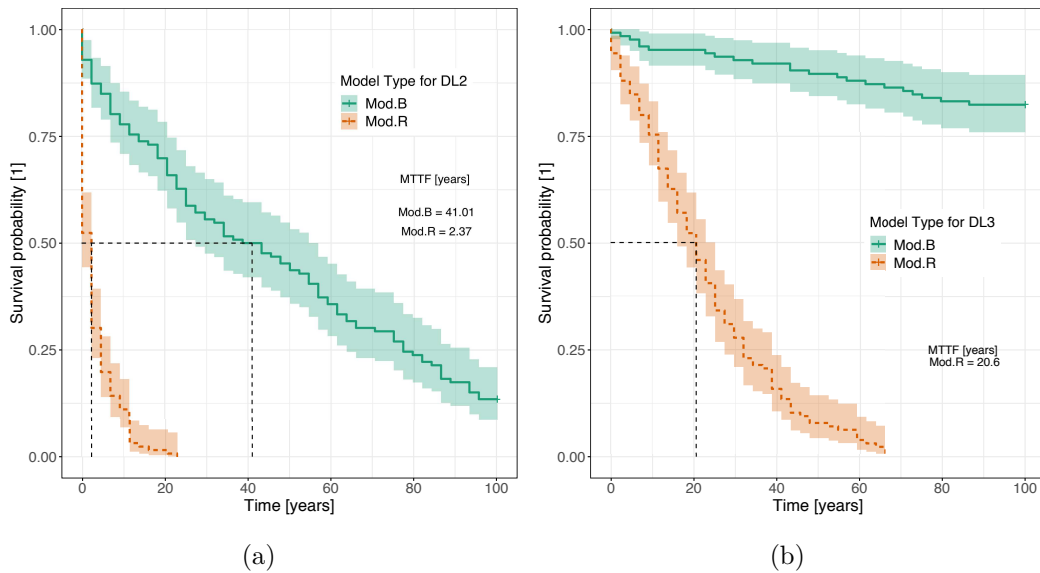 1.00
0.75
0.50
0.25
0.00
Survival probability [1]
Model Type for DL2
Mod.B
Mod.R
MTTF [years]
Mod.B = 41.01
Mod.R = 2.37
0 20 40 60 80 100
Time [years]
(a)
1.00
0.75
0.50
0.25
0.00
Survival probability [1]
Model Type for DL3
Mod.B
Mod.R
MTTF [years]
Mod.R = 20.6
0 20 40 60 80 100
Time [years]
(b)